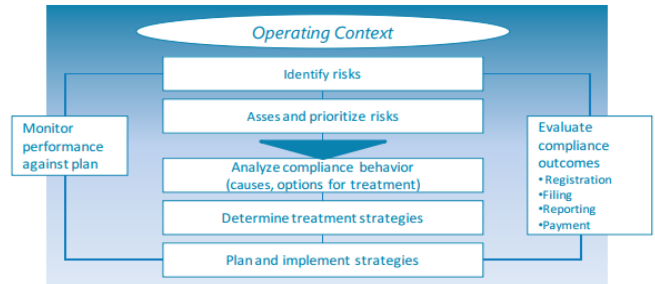 Operating Context
Identify risks
Asses and prioritize risks
Monitor
performance
against plan
Analyze compliance behavior
(causes, options for treatment)
Determine treatment strategies
Plan and implement strategies
Evaluate
compliance
outcomes
• Registration
•Filing
•Reporting
•Payment